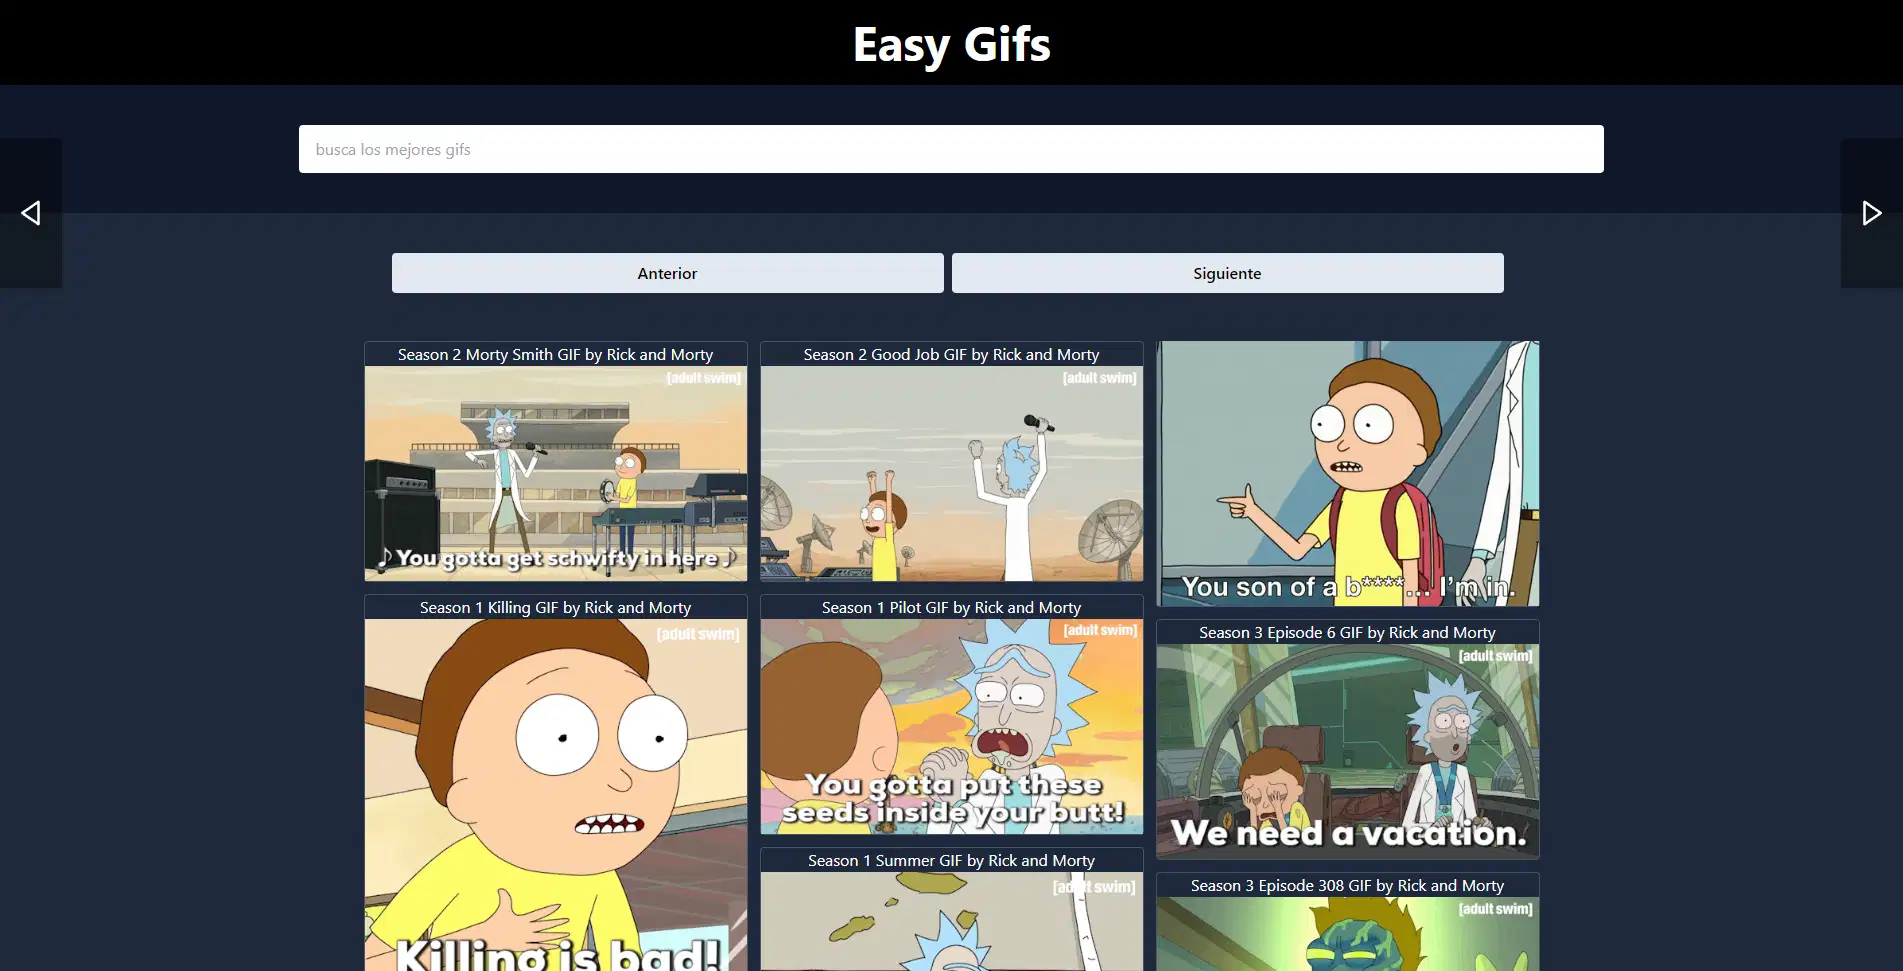 Easy Gifs
busca los mejores gifs
Anterior
Siguiente
Season 2 Morty Smith GIF by Rick and Morty
[adult swim]
♪ You gotta get schwifty in here ♪
Season 2 Good Job GIF by Rick and Morty
[adult swim]
You son of a b****... I'm in.
Season 1 Killing GIF by Rick and Morty
[adult swim]
Killing is bad!
Season 1 Pilot GIF by Rick and Morty
[adult swim]
You gotta put these
seeds inside your butt!
Season 3 Episode 6 GIF by Rick and Morty
[adult swim]
We need a vacation.
Season 1 Summer GIF by Rick and Morty
[adult swim]
Season 3 Episode 308 GIF by Rick and Morty
[adult swim]